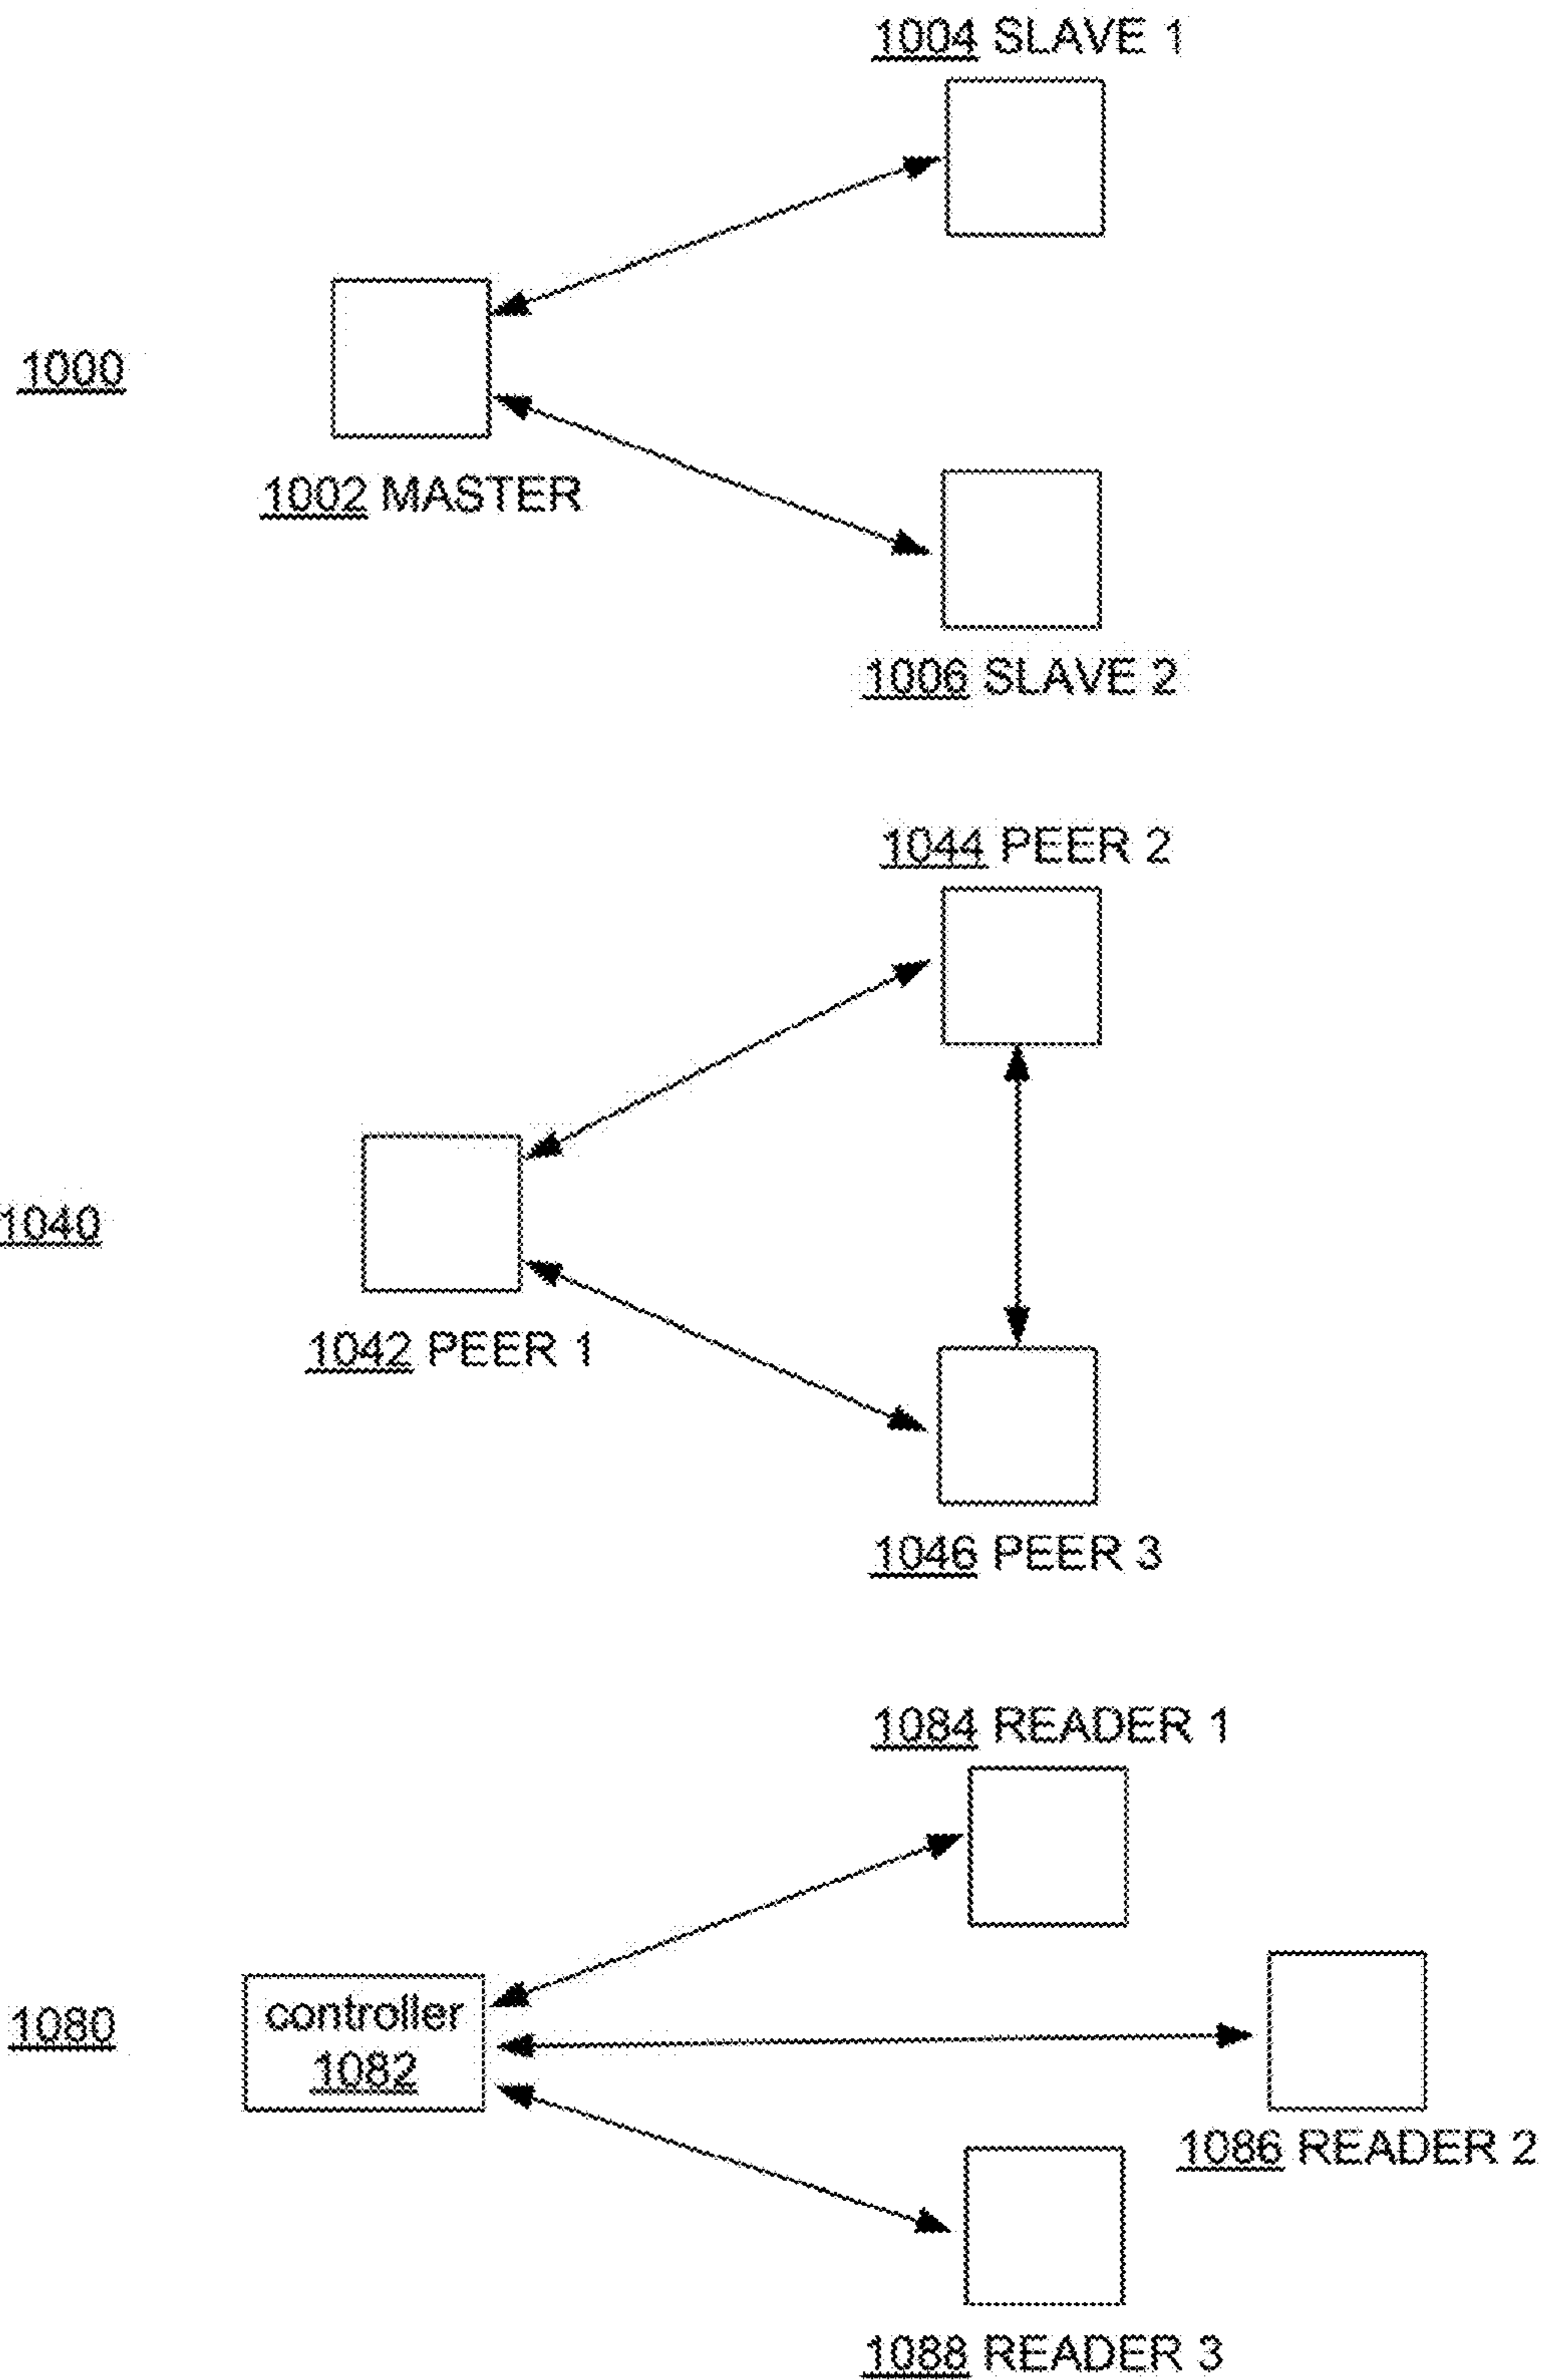 1004 SLAVE 1
1000
1002 MASTER
1006 SLAVE 2
1044 PEER 2
1040
1042 PEER 1
1046 PEER 3
1084 READER 1
1080
controller
1082
1086 READER 2
1088 READER 3